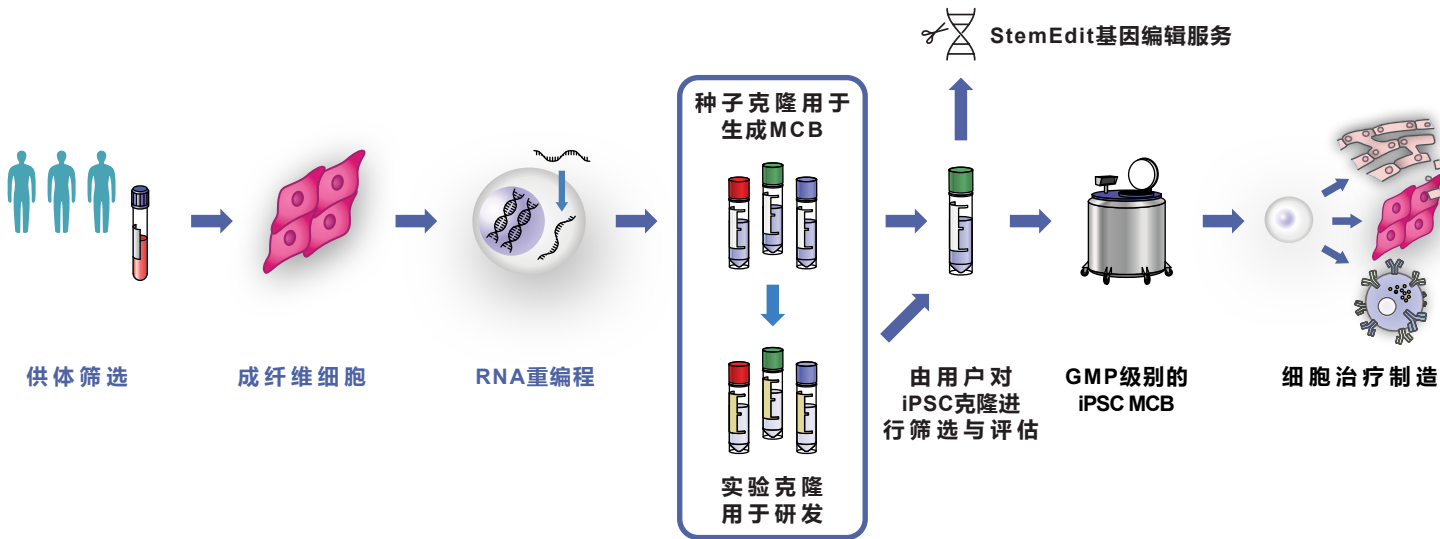 StemEdit基因编辑服务
种子克隆用于
生成MCB
供体筛选
成纤维细胞
RNA重编程
实验克隆
用于研发
由用户对
iPSC克隆进
行筛选与评估
GMP级别的
iPSC MCB
细胞治疗制造